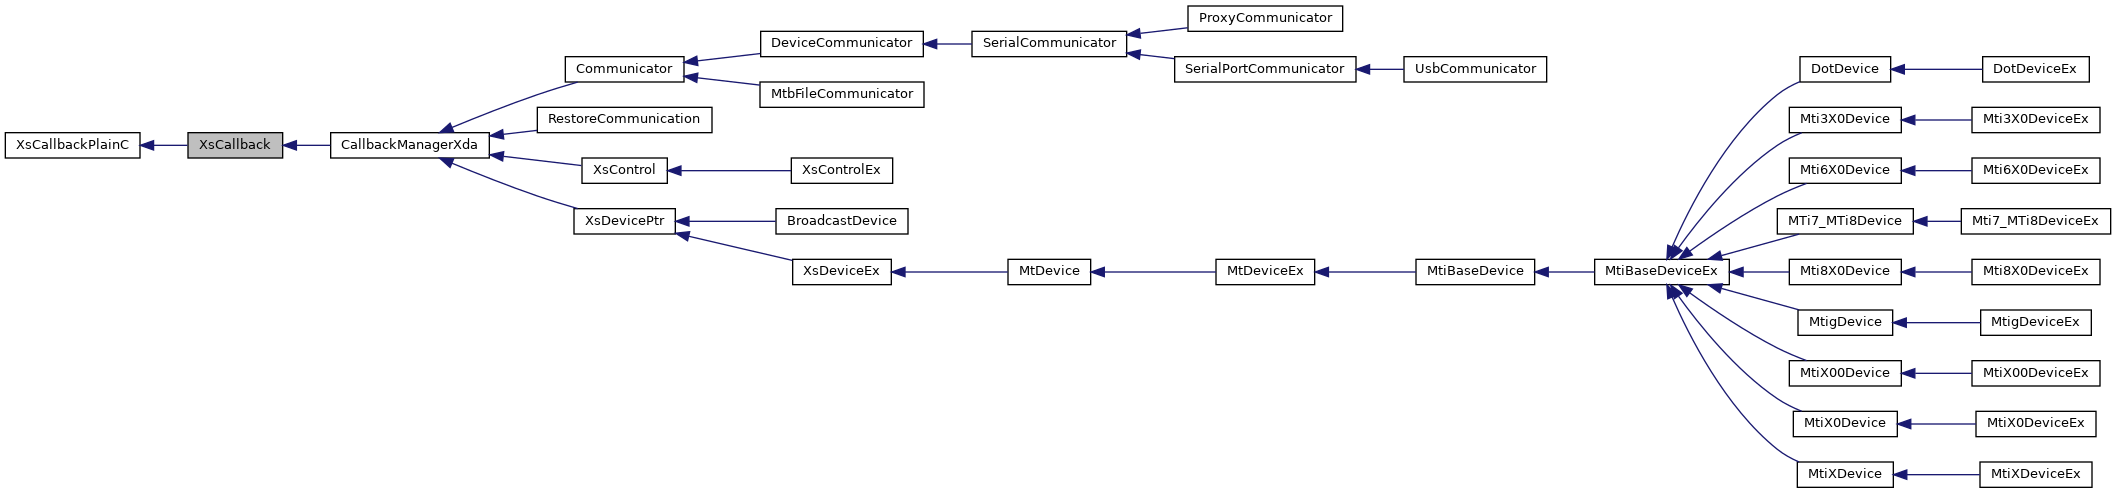 XsCallbackPlainC
XsCallback
CallbackManagerXda
Communicator
DeviceCommunicator
SerialCommunicator
ProxyCommunicator
SerialPortCommunicator
UsbCommunicator
MtbFileCommunicator
RestoreCommunication
XsControl
XsControlEx
XsDevicePtr
BroadcastDevice
XsDeviceEx
MtDevice
MtDeviceEx
MtiBaseDevice
MtiBaseDeviceEx
DotDevice
DotDeviceEx
Mti3X0Device
Mti3X0DeviceEx
Mti6X0Device
Mti6X0DeviceEx
MTi7_MTi8Device
Mti7_MTi8DeviceEx
Mti8X0Device
Mti8X0DeviceEx
MtigDevice
MtigDeviceEx
MtiX00Device
MtiX00DeviceEx
MtiX0Device
MtiX0DeviceEx
MtiXDevice
MtiXDeviceEx